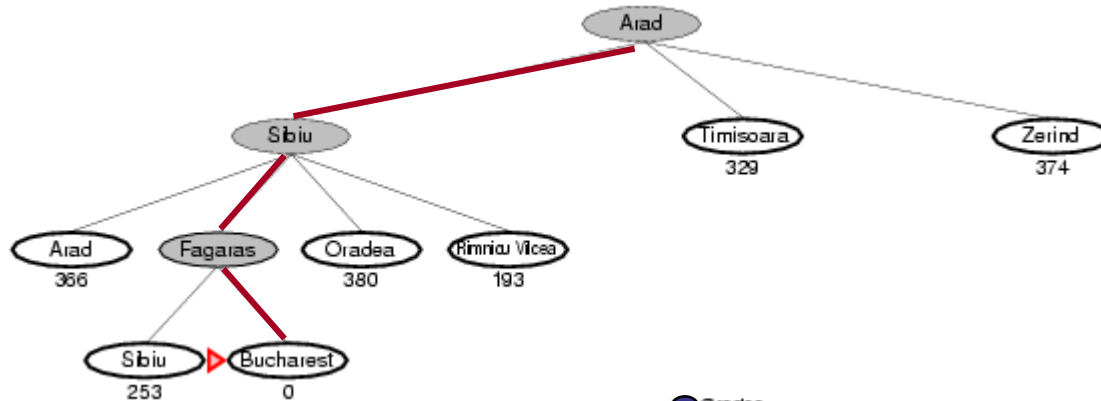 Arad
Sibiu Timisoara Zerind
329 374
Arad Fagaras Oradea Rimnicu Vilcea
366 380 193
Sibiu Bucharest
253 0